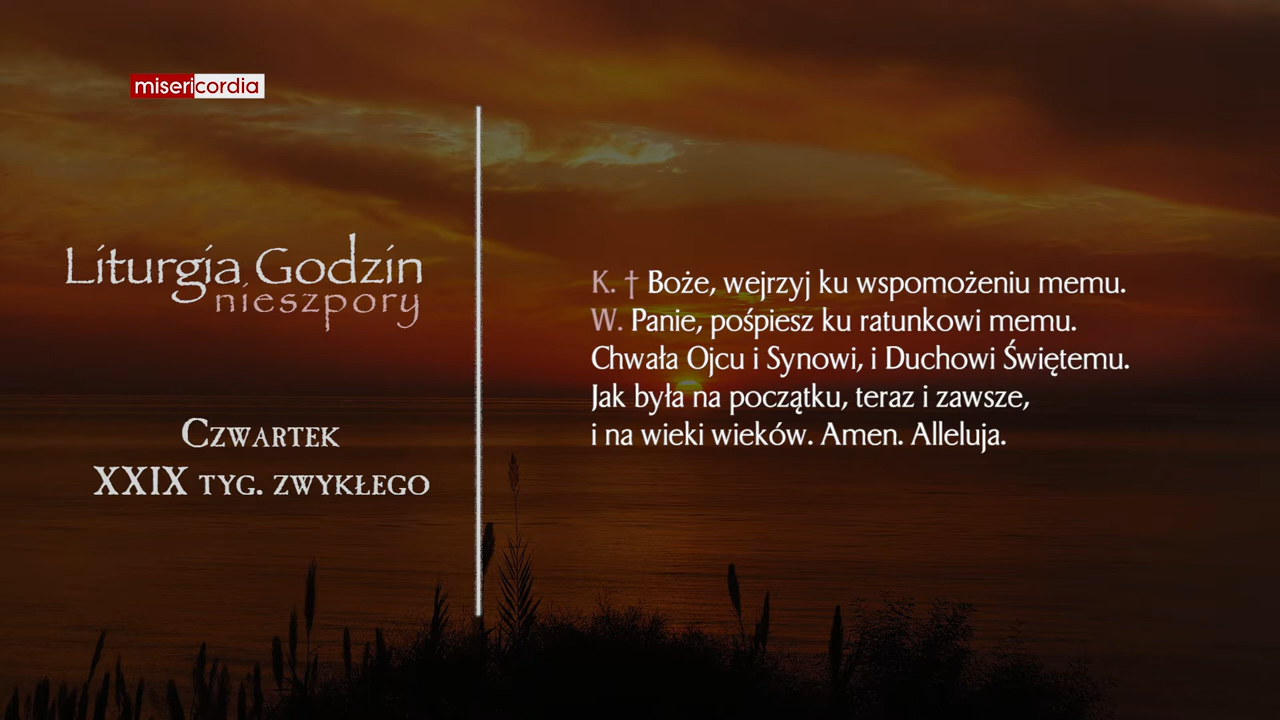 misericordia
Liturgia Godzin
nieszpory
Czwartek
XXIX tyg. zwykłego
K. † Boże, wejrzyj ku wspomożeniu memu.
W. Panie, pośpiesz ku ratunkowi memu.
Chwała Ojcu i Synowi, i Duchowi Świętemu.
Jak była na początku, teraz i zawsze,
i na wieki wieków. Amen. Alleluja.